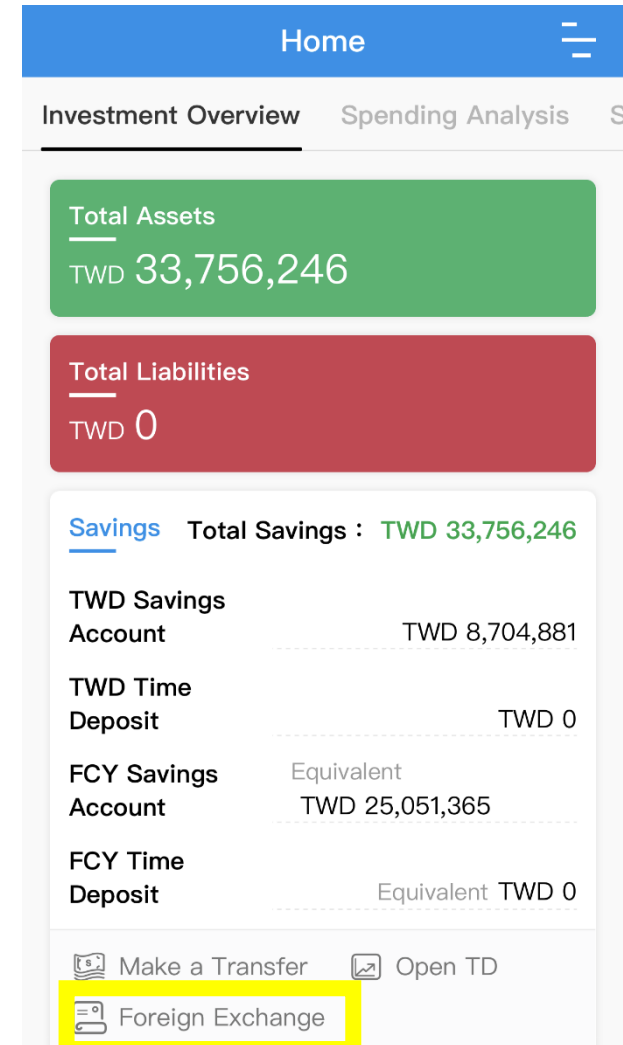 Home
Investment Overview Spending Analysis S
Total Assets
TWD 33,756,246
Total Liabilities
TWD 0
Savings Total Savings： TWD 33,756,246
TWD Savings
Account TWD 8,704,881
TWD Time
Deposit TWD 0
FCY Savings Equivalent
Account TWD 25,051,365
FCY Time
Deposit Equivalent TWD 0
Make a Transfer Open TD
Foreign Exchange